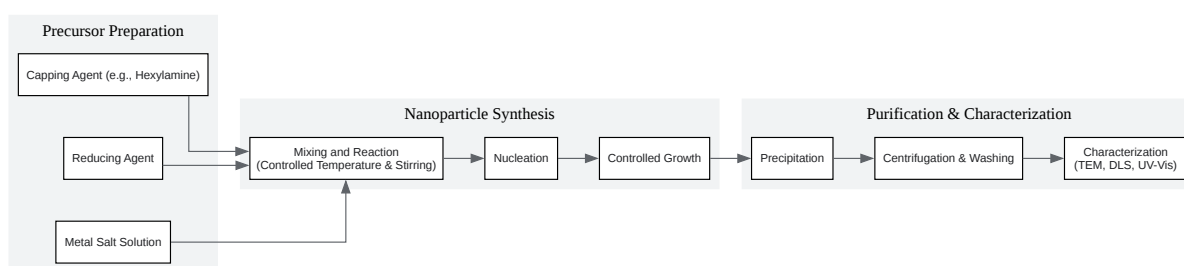 Precursor Preparation
Capping Agent (e.g., Hexylamine)
Reducing Agent
Metal Salt Solution
Nanoparticle Synthesis
Mixing and Reaction
(Controlled Temperature & Stirring)
Nucleation
Controlled Growth
Purification & Characterization
Precipitation
Centrifugation & Washing
Characterization
(TEM, DLS, UV-Vis)